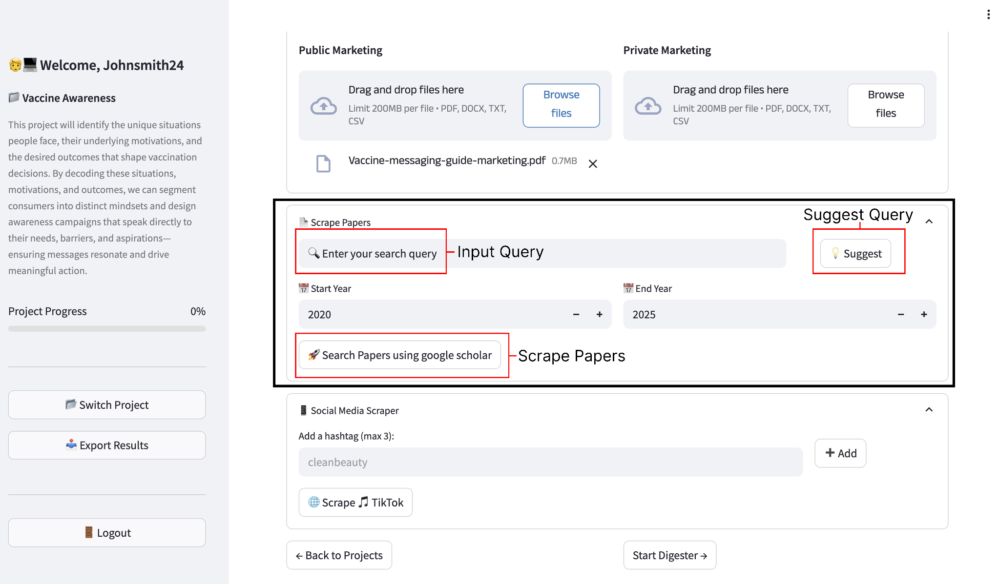 Welcome, Johnsmith24
Vaccine Awareness
This project will identify the unique situations
people face, their underlying motivations, and
the desired outcomes that shape vaccination
decisions. By decoding these situations,
motivations, and outcomes, we can segment
consumers into distinct mindsets and design
awareness campaigns that speak directly to
their needs, barriers, and aspirations—
ensuring messages resonate and drive
meaningful action.
Project Progress 0%
Switch Project
Export Results
Logout
Public Marketing
Drag and drop files here
Limit 200MB per file • PDF, DOCX, TXT,
CSV
Browse
files
Vaccine-messaging-guide-marketing.pdf 0.7MB
Private Marketing
Drag and drop files here
Limit 200MB per file • PDF, DOCX, TXT,
CSV
Browse
files
Scrape Papers
Suggest Query
Enter your search query
Input Query
Suggest
17 Start Year
17 End Year
2020 − +
2025 − +
Search Papers using google scholar
Scrape Papers
Social Media Scraper
Add a hashtag (max 3):
cleanbeauty
+ Add
Scrape TikTok
← Back to Projects
Start Digester →